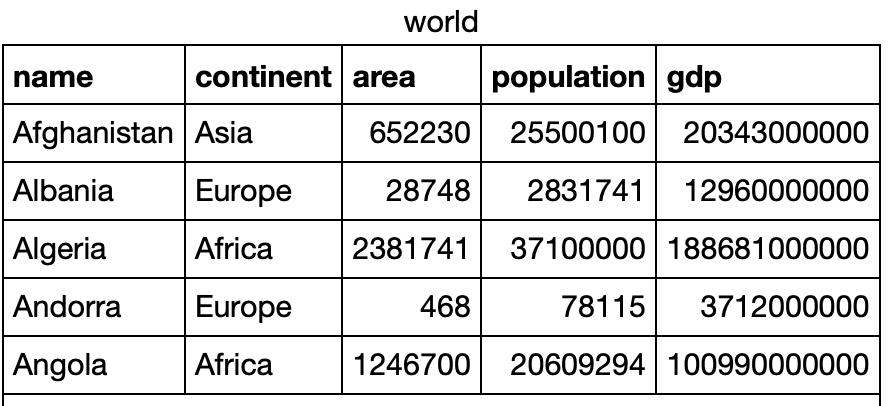 world
name continent area population gdp
Afghanistan Asia 652230 25500100 20343000000
Albania Europe 28748 2831741 12960000000
Algeria Africa 2381741 37100000 188681000000
Andorra Europe 468 78115 3712000000
Angola Africa 1246700 20609294 100990000000